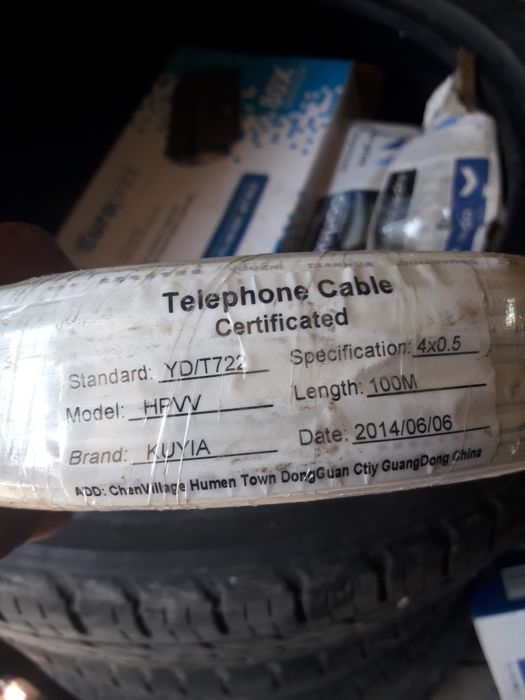 Telephone Cable
Certificated
Standard: YD/T722
Specification: 4x0.5
Model: HPVV
Length: 100M
Brand: KUYIA
Date: 2014/06/06
ADD: ChenVillage Humen Town DongGuan Ctiy GuangDong China